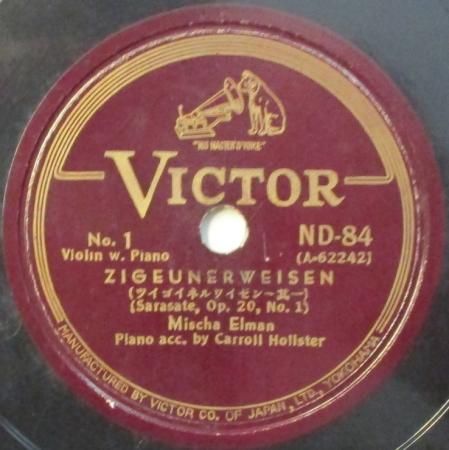 "HIS MASTER'S VOICE"
VICTOR
No. 1
Violin w. Piano
ND-84
(A-62242)
ZIGEUNERWEISEN
(ツィゴイネルワイゼン~其一)
(Sarasate, Op. 20, No. 1)
Mischa Elman
Piano acc. by Carroll Hollister
MANUFACTURED BY VICTOR CO. OF JAPAN, LTD., YOKOHAMA